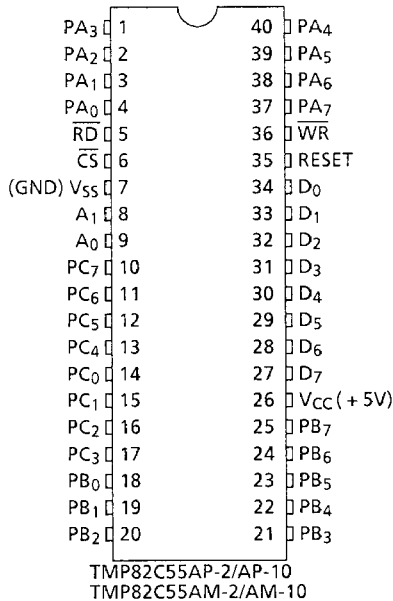 PA3 1 40 PA4
PA2 2 39 PA5
PA1 3 38 PA6
PA0 4 37 PA7
RD 5 36 WR
CS 6 35 RESET
(GND) VSS 7 34 D0
A1 8 33 D1
A0 9 32 D2
PC7 10 31 D3
PC6 11 30 D4
PC5 12 29 D5
PC4 13 28 D6
PC0 14 27 D7
PC1 15 26 VCC (+5V)
PC2 16 25 PB7
PC3 17 24 PB6
PB0 18 23 PB5
PB1 19 22 PB4
PB2 20 21 PB3
TMP82C55AP-2/AP-10
TMP82C55AM-2/AM-10